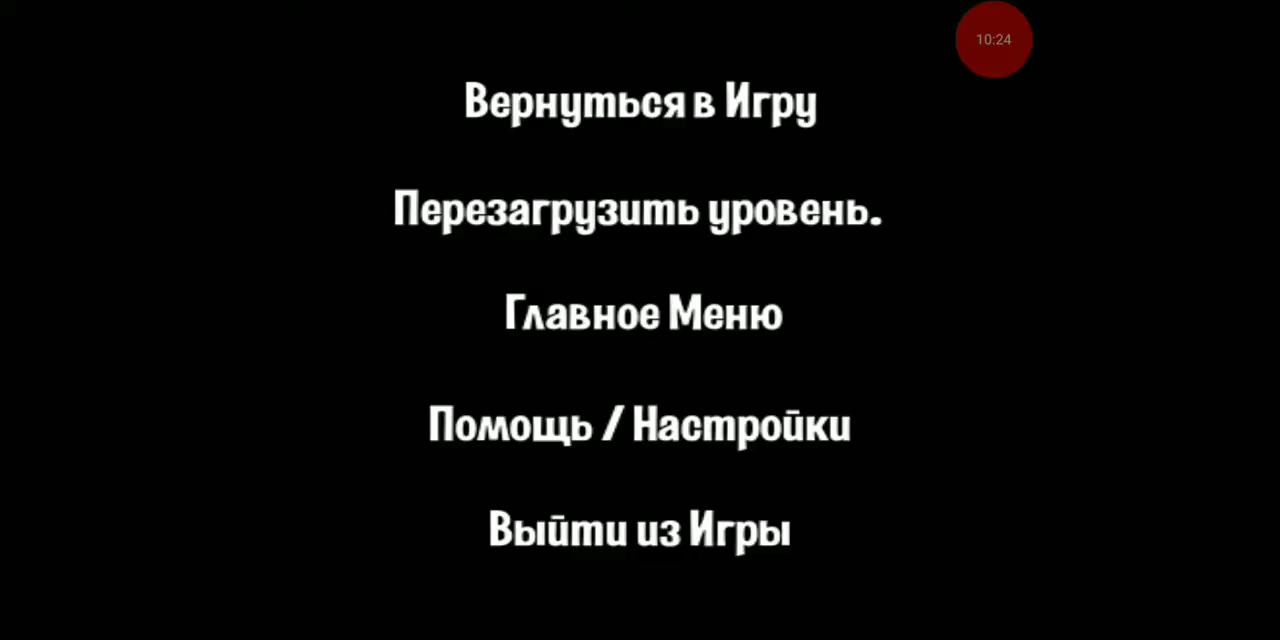 10:24
Вернуться в Игру
Перезагрузить уровень.
Главное Меню
Помощь / Настройки
Выйти из Игры